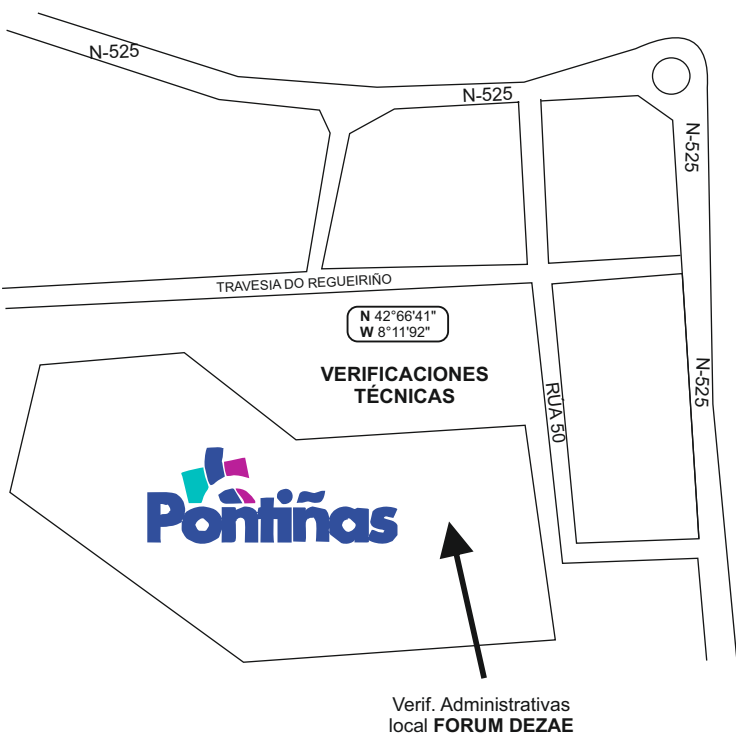 N-525
N-525
N-525
TRAVESIA DO REGUEIRIÑO
N 42°66'41"
W 8°11'92"
VERIFICACIONES
TÉCNICAS
RÚA 50
N-525
Pontiñas
Verif. Administrativas
local FORUM DEZAE